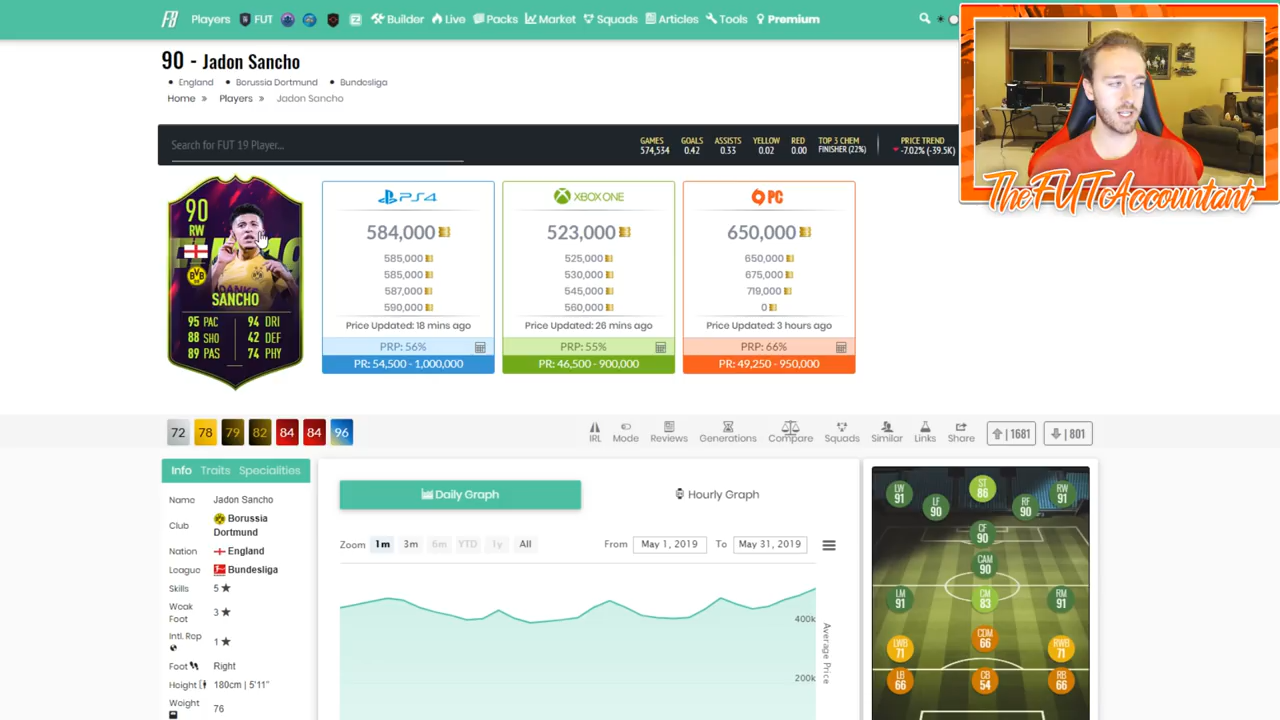 F8 Players FUT Builder Live Packs Market Squads Articles Tools Premium
90 - Jadon Sancho
England Borussia Dortmund Bundesliga
Home » Players » Jadon Sancho
Search for FUT 19 Player...
GAMES GOALS ASSISTS YELLOW RED TOP 3 CHEM PRICE TREND
574,534 0.42 0.33 0.02 0.00 FINISHER (22%) -7.02% (-39.5K)
TheFUTAccountant
90
RW
BVB
09
SANCHO
95 PAC 94 DRI
88 SHO 42 DEF
89 PAS 74 PHY
PS4
584,000
585,000
585,000
587,000
590,000
Price Updated: 18 mins ago
PRP: 56%
PR: 54,500 - 1,000,000
XBOX ONE
523,000
525,000
530,000
545,000
560,000
Price Updated: 26 mins ago
PRP: 55%
PR: 46,500 - 900,000
PC
650,000
650,000
675,000
719,000
0
Price Updated: 3 hours ago
PRP: 66%
PR: 49,250 - 950,000
72 78 79 82 84 84 96
IRL Mode Reviews Generations Compare Squads Similar Links Share | 1681 | 801
Info Traits Specialities
Name Jadon Sancho
Club Borussia
Dortmund
Nation England
League Bundesliga
Skills 5★
Weak
Foot 3★
Intl. Rep 1★
Foot Right
Height 180cm | 5'11"
Weight 76
Daily Graph Hourly Graph
Zoom 1m 3m 6m YTD 1y All From May 1, 2019 To May 31, 2019
400k
200k
Average Price
LW
91
LF
90
ST
86
RF
90
RW
91
CF
90
CAM
90
LM
91
CM
83
RM
91
CDM
66
LWB
71
RWB
71
LB
66
CB
54
RB
66